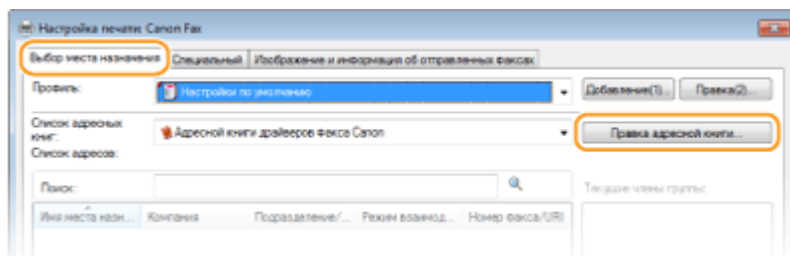 Настройка печати: Canon Fax
Выбор места назначения Специальный Изображение и информация об отправленных факсах
Профиль: Настройки по умолчанию Добавление(1)... Правка(2)...
Список адресных книг: Адресной книги драйверов факса Canon Правка адресной книги...
Список адресов:
Поиск: Текущие члены группы:
Имя места назн... Компания Подразделение/... Режим взаимод... Номер факса/URI